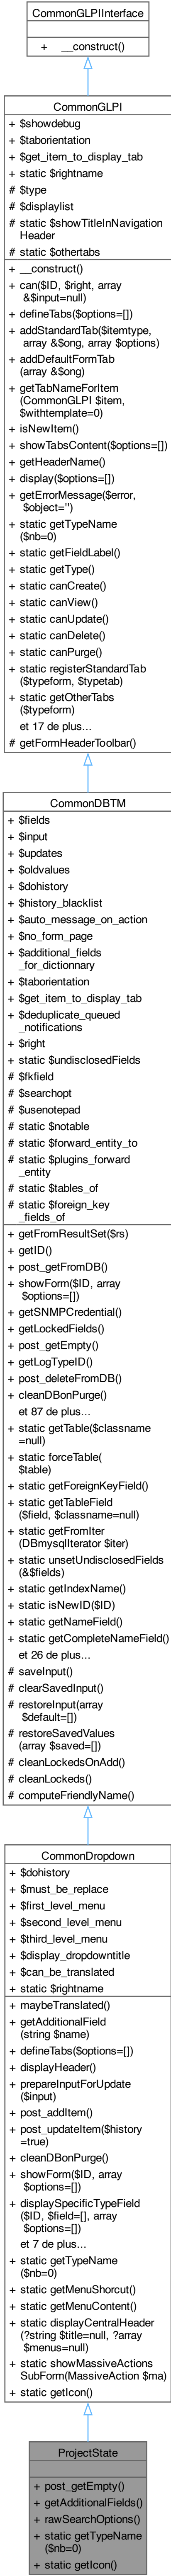 CommonGLPIInterface
+ __construct()
CommonGLPI
+ $showdebug
+ $taborientation
+ $get_item_to_display_tab
+ static $rightname
# $type
# $displaylist
# static $showTitleInNavigation
Header
# static $othertabs
+ __construct()
+ can($ID, $right, array
&$input=null)
+ defineTabs($options=[])
+ addStandardTab($itemtype,
array &$ong, array $options)
+ addDefaultFormTab
(array &$ong)
+ getTabNameForItem
(CommonGLPI $item,
$withtemplate=0)
+ isNewItem()
+ showTabsContent($options=[])
+ getHeaderName()
+ display($options=[])
+ getErrorMessage($error,
$object='')
+ static getTypeName
($nb=0)
+ static getFieldLabel()
+ static getType()
+ static canCreate()
+ static canView()
+ static canUpdate()
+ static canDelete()
+ static canPurge()
+ static registerStandardTab
($typeform, $typetab)
+ static getOtherTabs
($typeform)
et 17 de plus...
# getFormHeaderToolbar()
CommonDBTM
+ $fields
+ $input
+ $updates
+ $oldvalues
+ $dohistory
+ $history_blacklist
+ $auto_message_on_action
+ $no_form_page
+ $additional_fields
_for_dictionnary
+ $taborientation
+ $get_item_to_display_tab
+ $deduplicate_queued
_notifications
+ $right
+ static $undisclosedFields
# $fkfield
# $searchopt
# $usenotepad
# static $notable
# static $forward_entity_to
# static $plugins_forward
_entity
# static $tables_of
# static $foreign_key
_fields_of
+ getFromResultSet($rs)
+ getID()
+ post_getFromDB()
+ showForm($ID, array
$options=[])
+ getSNMPCredential()
+ getLockedFields()
+ post_getEmpty()
+ getLogTypeID()
+ post_deleteFromDB()
+ cleanDBonPurge()
et 87 de plus...
+ static getTable($classname
=null)
+ static forceTable(
$table)
+ static getForeignKeyField()
+ static getTableField
($field, $classname=null)
+ static getFromIter
(DBmysqlIterator $iter)
+ static unsetUndisclosedFields
(&$fields)
+ static getIndexName()
+ static isNewID($ID)
+ static getNameField()
+ static getCompleteNameField()
et 26 de plus...
# saveInput()
# clearSavedInput()
# restoreInput(array
$default=[])
# restoreSavedValues
(array $saved=[])
# cleanLockedsOnAdd()
# cleanLockeds()
# computeFriendlyName()
CommonDropdown
+ $dohistory
+ $must_be_replace
+ $first_level_menu
+ $second_level_menu
+ $third_level_menu
+ $display_dropdowntitle
+ $can_be_translated
+ static $rightname
+ maybeTranslated()
+ getAdditionalField
(string $name)
+ defineTabs($options=[])
+ displayHeader()
+ prepareInputForUpdate
($input)
+ post_addItem()
+ post_updateItem($history
=true)
+ cleanDBonPurge()
+ showForm($ID, array
$options=[])
+ displaySpecificTypeField
($ID, $field=[], array
$options=[])
et 7 de plus...
+ static getTypeName
($nb=0)
+ static getMenuShorcut()
+ static getMenuContent()
+ static displayCentralHeader
(?string $title=null, ?array
$menus=null)
+ static showMassiveActions
SubForm(MassiveAction $ma)
+ static getIcon()
ProjectState
+ post_getEmpty()
+ getAdditionalFields()
+ rawSearchOptions()
+ static getTypeName
($nb=0)
+ static getIcon()